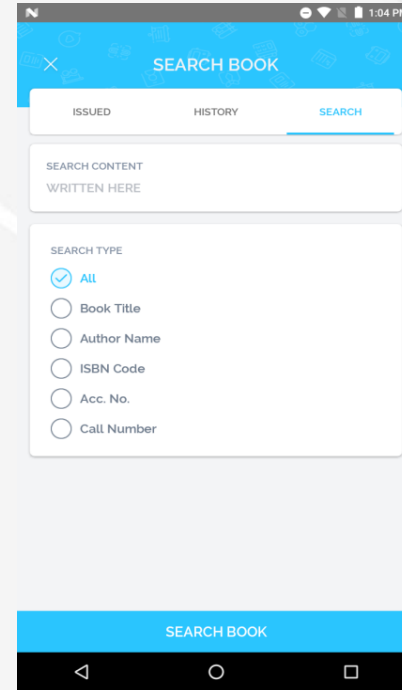 1:04 PM
SEARCH BOOK
ISSUED HISTORY SEARCH
SEARCH CONTENT
WRITTEN HERE
SEARCH TYPE
All
Book Title
Author Name
ISBN Code
Acc. No.
Call Number
SEARCH BOOK